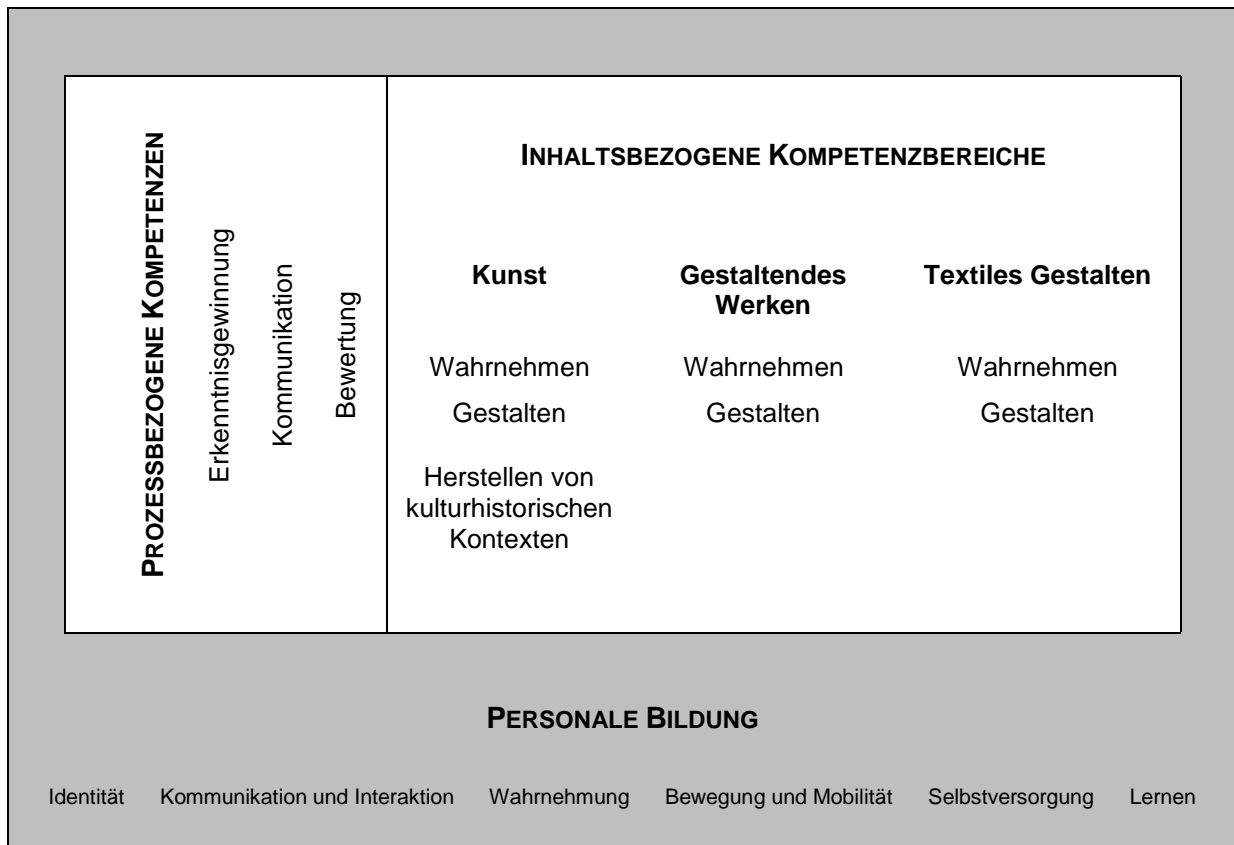 PROZESSBEZOGENE KOMPETENZEN
Erkenntnisgewinnung
Kommunikation
Bewertung
INHALTSBEZOGENE KOMPETENZBEREICHE
Kunst
Wahrnehmen
Gestalten
Herstellen von
kulturhistorischen
Kontexten
Gestaltendes
Werken
Wahrnehmen
Gestalten
Textiles Gestalten
Wahrnehmen
Gestalten
PERSONALE BILDUNG
Identität Kommunikation und Interaktion Wahrnehmung Bewegung und Mobilität Selbstversorgung Lernen